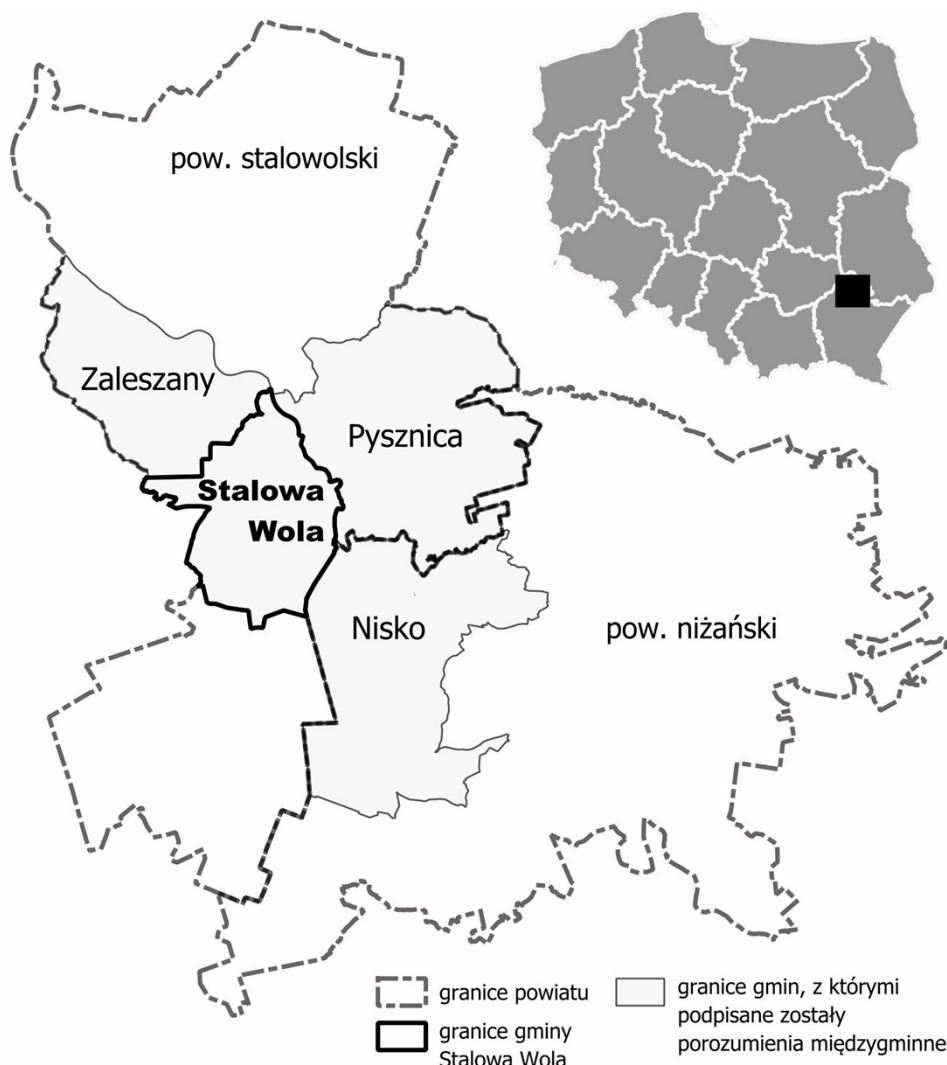 pow. stalowolski
Zaleszany
Pysznica
Stalowa
Wola
Nisko
pow. niżański
granice powiatu
granice gminy
Stalowa Wola
granice gmin, z którymi
podpisane zostały
porozumienia międzygminne